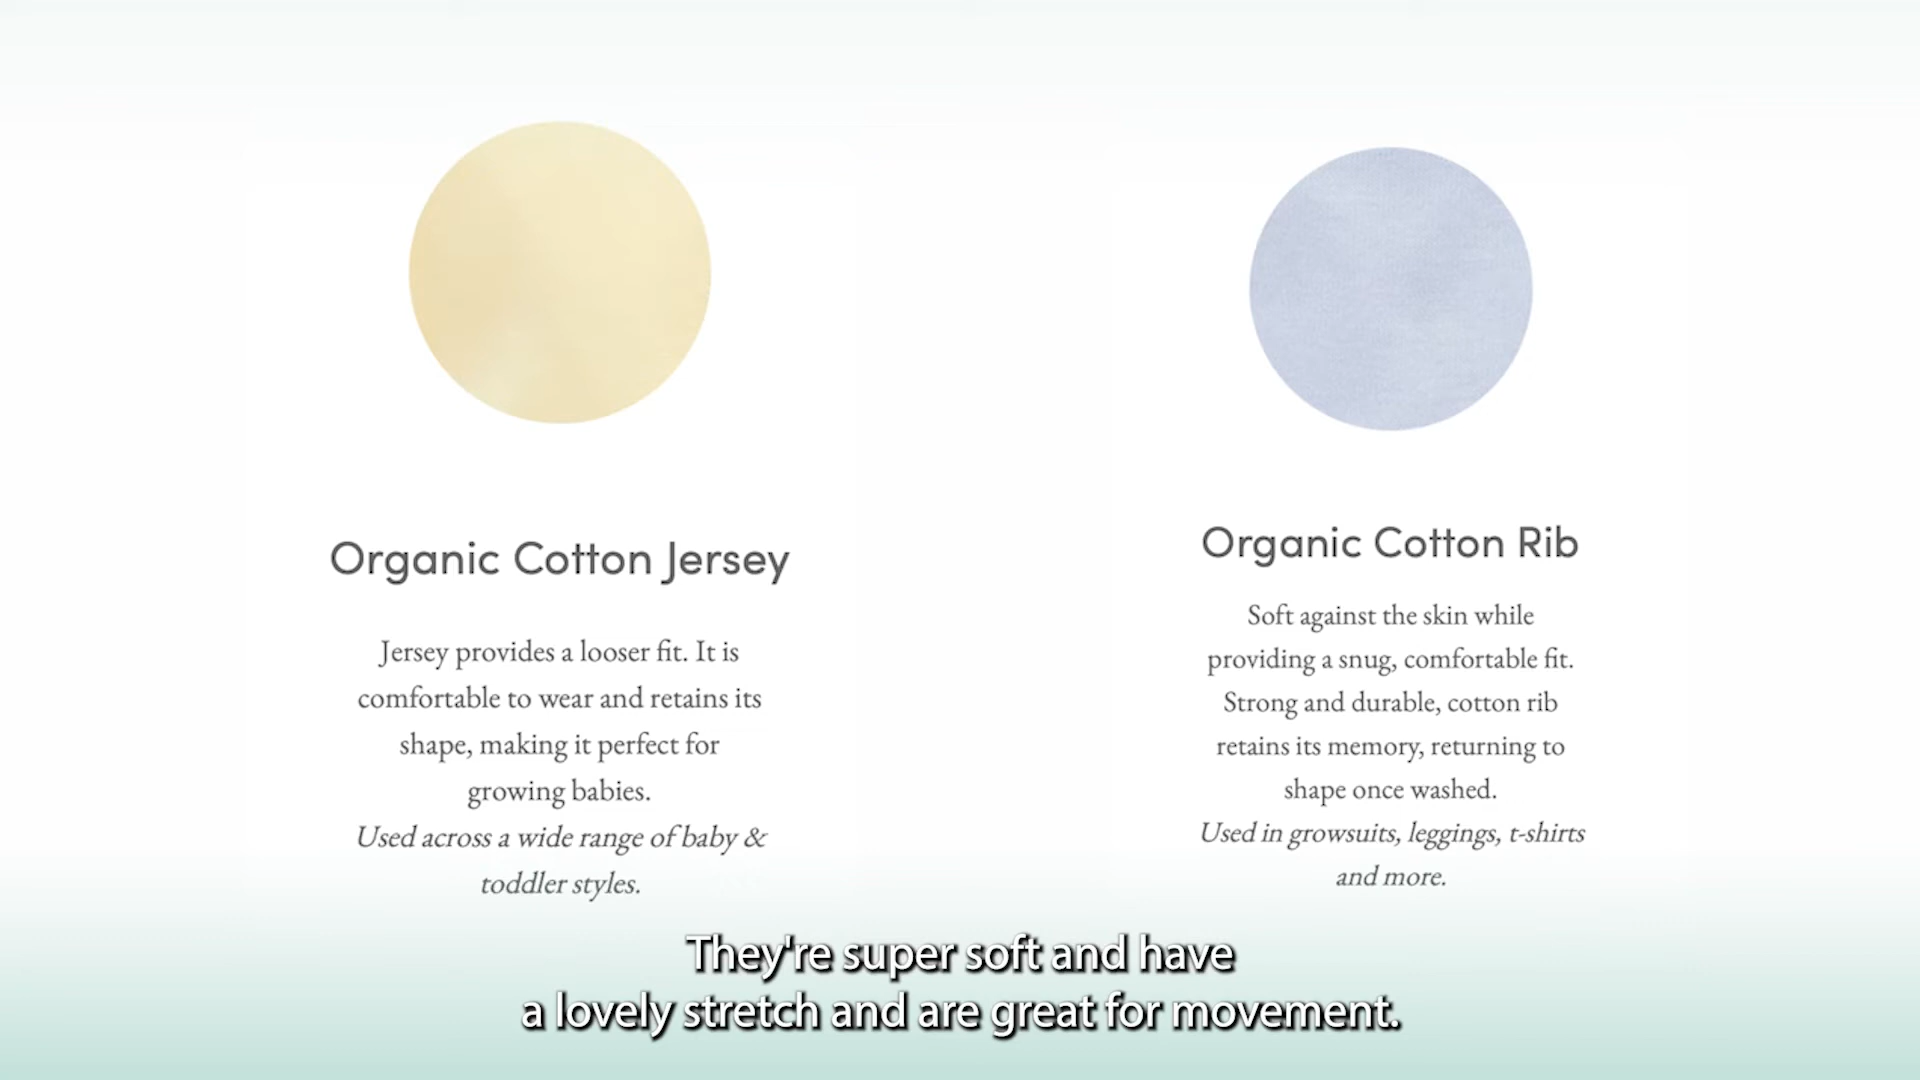 Organic Cotton Jersey
Jersey provides a looser fit. It is
comfortable to wear and retains its
shape, making it perfect for
growing babies.
Used across a wide range of baby &
toddler styles.
Organic Cotton Rib
Soft against the skin while
providing a snug, comfortable fit.
Strong and durable, cotton rib
retains its memory, returning to
shape once washed.
Used in growsuits, leggings, t-shirts
and more.
They're super soft and have
a lovely stretch and are great for movement.